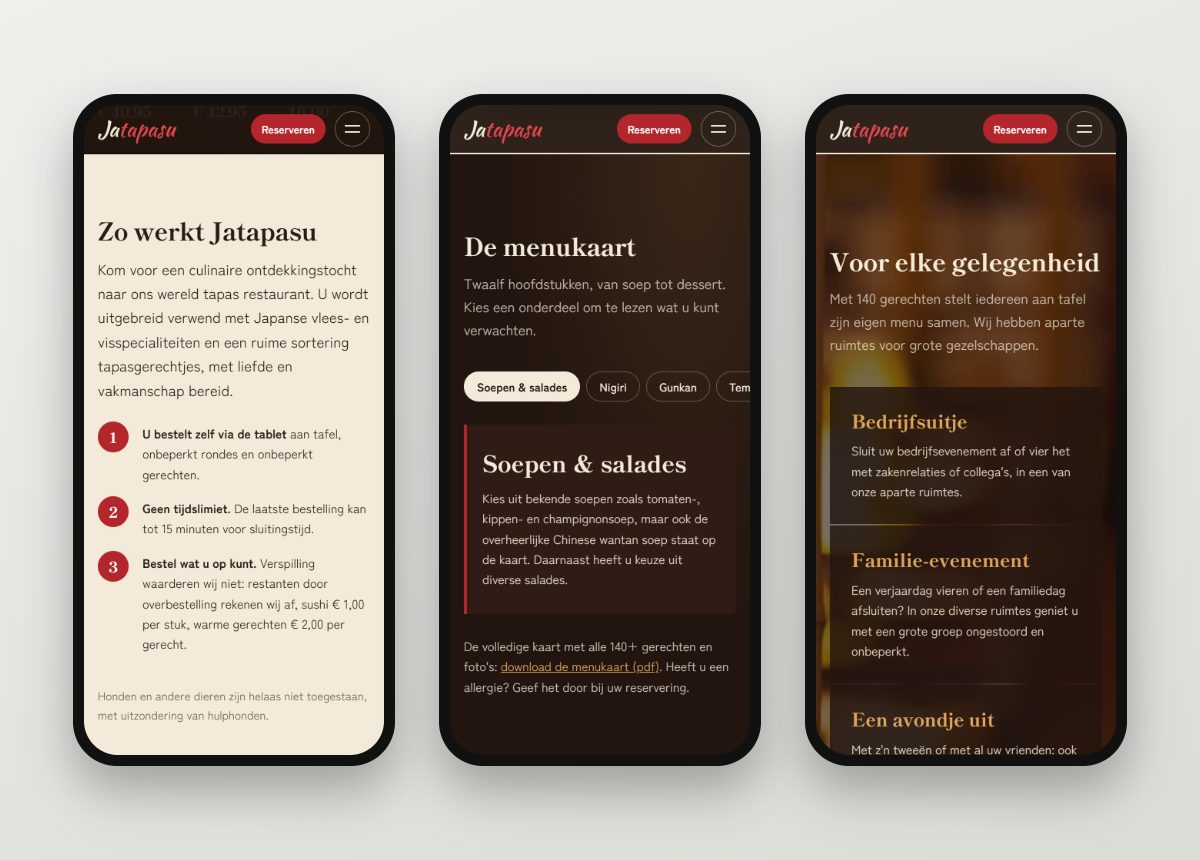 € 40,95 € 42,95 16,00
Jatapasu
Reserveren
Zo werkt Jatapasu
Kom voor een culinaire ontdekkingstocht
naar ons wereld tapas restaurant. U wordt
uitgebreid verwend met Japanse vlees- en
visspecialiteiten en een ruime sortering
tapasgerechtjes, met liefde en
vakmanschap bereid.
1
U bestelt zelf via de tablet aan tafel,
onbeperkt rondes en onbeperkt
gerechten.
2
Geen tijdslimiet. De laatste bestelling kan
tot 15 minuten voor sluitingstijd.
3
Bestel wat u op kunt. Verspilling
waarderen wij niet: restanten door
overbestelling rekenen wij af, sushi € 1,00
per stuk, warme gerechten € 2,00 per
gerecht.
Honden en andere dieren zijn helaas niet toegestaan,
met uitzondering van hulphonden.
Jatapasu
Reserveren
De menukaart
Twaalf hoofdstukken, van soep tot dessert.
Kies een onderdeel om te lezen wat u kunt
verwachten.
Soepen & salades Nigiri Gunkan Tem
Soepen & salades
Kies uit bekende soepen zoals tomaten-,
kippen- en champignonsoep, maar ook de
overheerlijke Chinese wantan soep staat op
de kaart. Daarnaast heeft u keuze uit
diverse salades.
De volledige kaart met alle 140+ gerechten en
foto's: download de menukaart (pdf). Heeft u een
allergie? Geef het door bij uw reservering.
Jatapasu
Reserveren
Voor elke gelegenheid
Met 140 gerechten stelt iedereen aan tafel
zijn eigen menu samen. Wij hebben aparte
ruimtes voor grote gezelschappen.
Bedrijfsuitje
Sluit uw bedrijfsevenement af of vier het
met zakenrelaties of collega's, in een van
onze aparte ruimtes.
Familie-evenement
Een verjaardag vieren of een familiedag
afsluiten? In onze diverse ruimtes geniet u
met een grote groep ongestoord en
onbeperkt.
Een avondje uit
Met z'n tweeën of met al uw vrienden: ook